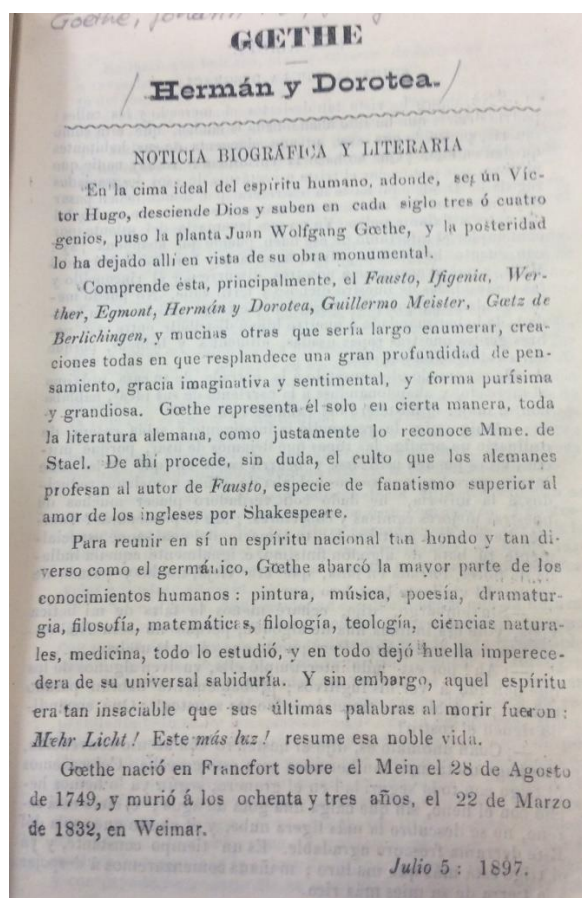 Goethe, Johann
GŒTHE
Hermán y Dorotea.
NOTICIA BIOGRÁFICA Y LITERARIA
En la cima ideal del espíritu humano, adonde, según Víc-
tor Hugo, desciende Dios y suben en cada siglo tres ó cuatro
genios, puso la planta Juan Wolfgang Gœthe, y la posteridad
lo ha dejado allí en vista de su obra monumental.
Comprende ésta, principalmente, el Fausto, Ifigenia, Wer-
ther, Egmont, Hermán y Dorotea, Guillermo Meister, Gœtz de
Berlichingen, y muchas otras que sería largo enumerar, crea-
ciones todas en que resplandece una gran profundidad de pen-
samiento, gracia imaginativa y sentimental, y forma purísima
y grandiosa. Gœthe representa él solo en cierta manera, toda
la literatura alemana, como justamente lo reconoce Mme. de
Stael. De ahí procede, sin duda, el culto que los alemanes
profesan al autor de Fausto, especie de fanatismo superior al
amor de los ingleses por Shakespeare.
Para reunir en sí un espíritu nacional tan hondo y tan di-
verso como el germánico, Gœthe abarcó la mayor parte de los
conocimientos humanos : pintura, música, poesía, dramatur-
gia, filosofía, matemáticas, filología, teología, ciencias natura-
les, medicina, todo lo estudió, y en todo dejó huella imperece-
dera de su universal sabiduría. Y sin embargo, aquel espíritu
era tan insaciable que sus últimas palabras al morir fueron :
Mehr Licht ! Este más luz ! resume esa noble vida.
Gœthe nació en Francfort sobre el Mein el 28 de Agosto
de 1749, y murió á los ochenta y tres años, el 22 de Marzo
de 1832, en Weimar.
Julio 5 : 1897.